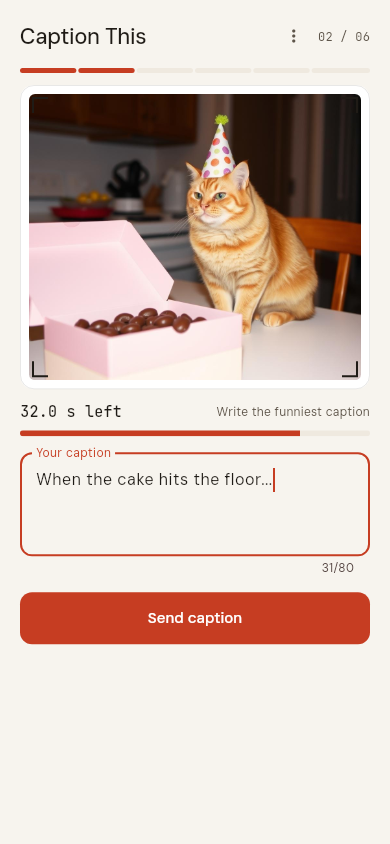 Caption This
02 / 06
32.0 s left
Write the funniest caption
Your caption
When the cake hits the floor...
31/80
Send caption